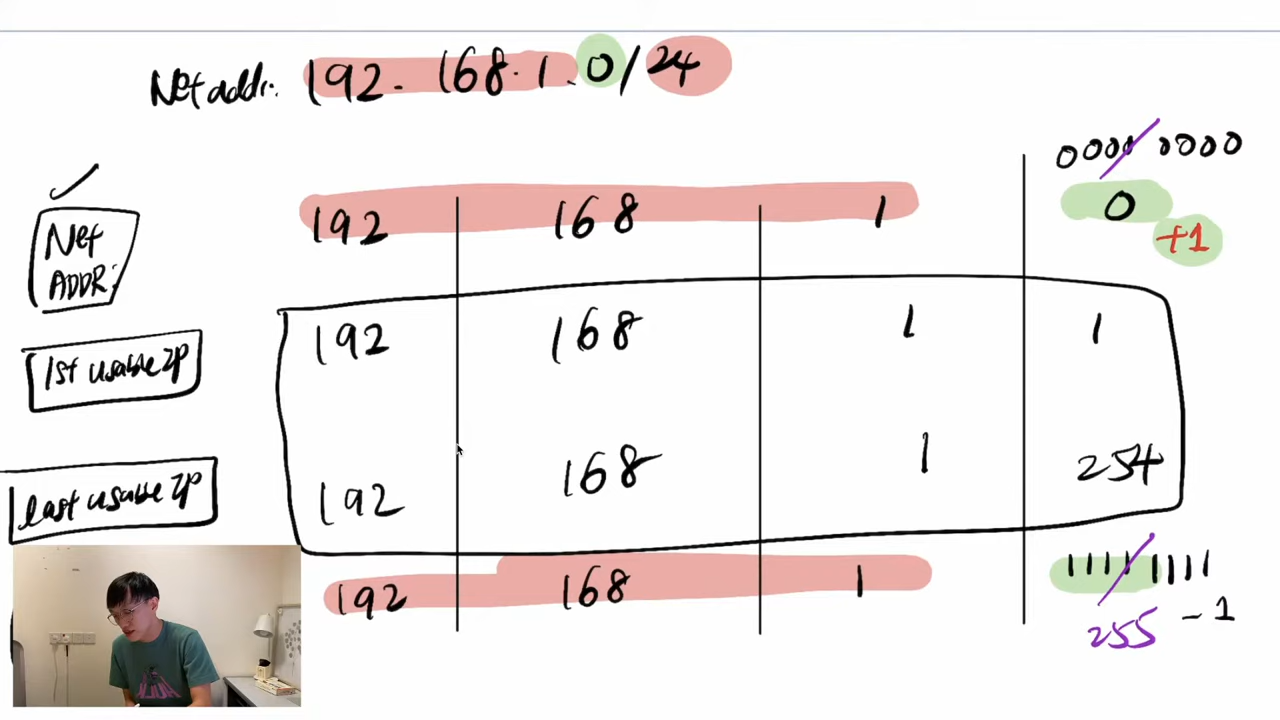 Net addr: 192.168.1.0/24
0000 0000
192 168 1 0
+1
Net
ADDR:
1st usable IP 192 168 1 1
last usable IP 192 168 1 254
192 168 1 1111 1111
255 - 1